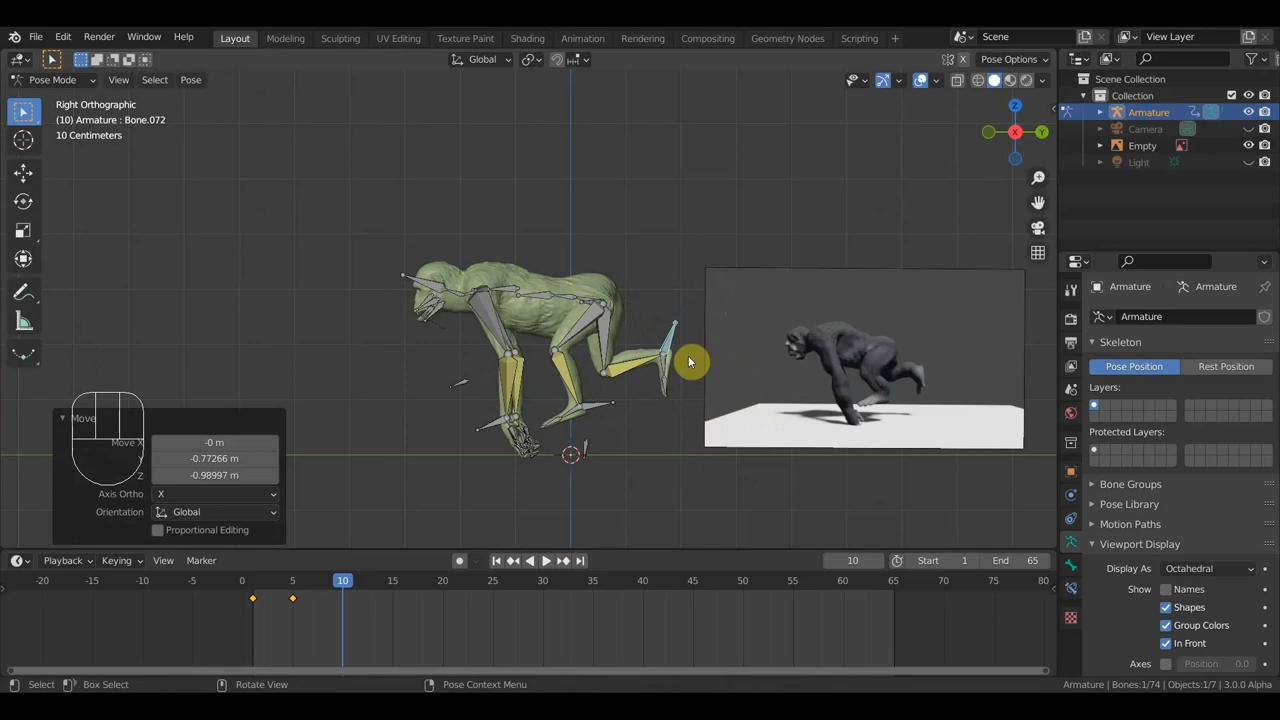 File Edit Render Window Help Layout Modeling Sculpting UV Editing Texture Paint Shading Animation Rendering Compositing Geometry Nodes Scripting + Scene View Layer
Global X Pose Options
Pose Mode View Select Pose
Right Orthographic
(10) Armature : Bone.072
10 Centimeters
Z
X
Y
Move
Move X -0 m
Y -0.77266 m
Z -0.98997 m
Axis Ortho X
Orientation Global
Proportional Editing
Scene Collection
Collection
Armature
Camera
Empty
Light
Armature Armature
Armature
Skeleton
Pose Position Rest Position
Layers:
Protected Layers:
Bone Groups
Pose Library
Motion Paths
Viewport Display
Display As Octahedral
Show Names
Shapes
Group Colors
In Front
Axes Position 0.0
Playback Keying View Marker 10 Start 1 End 65
-20 -15 -10 -5 0 5 10 15 20 25 30 35 40 45 50 55 60 65 70 75 80
Select Box Select Rotate View Pose Context Menu Armature | Bones:1/74 | Objects:1/7 | 3.0.0 Alpha